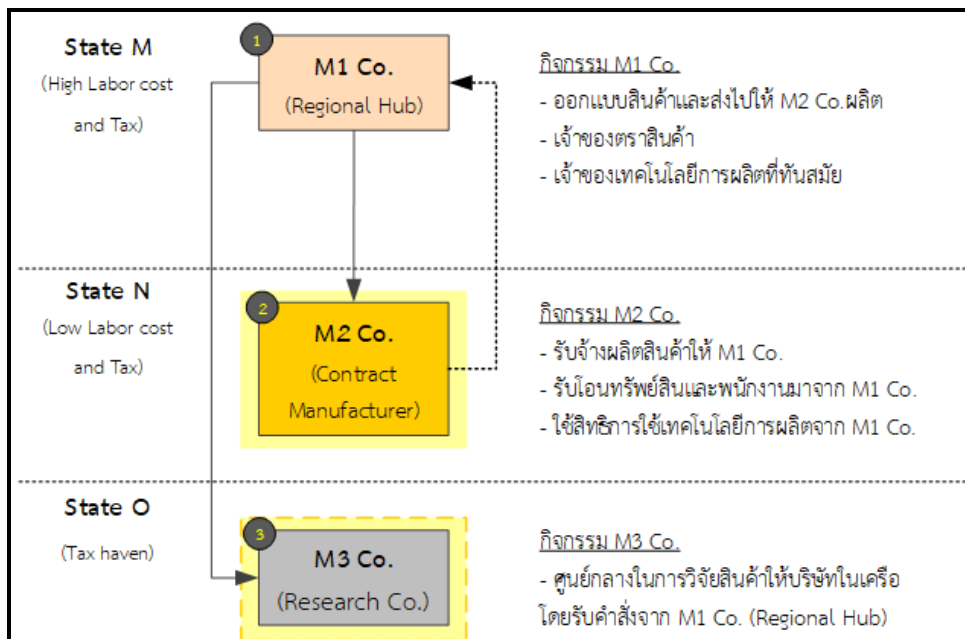 State M
(High Labor cost
and Tax)
1
M1 Co.
(Regional Hub)
กิจกรรม M1 Co.
- ออกแบบสินค้าและส่งไปให้ M2 Co.ผลิต
- เจ้าของตราสินค้า
- เจ้าของเทคโนโลยีการผลิตที่ทันสมัย
State N
(Low Labor cost
and Tax)
2
M2 Co.
(Contract
Manufacturer)
กิจกรรม M2 Co.
- รับจ้างผลิตสินค้าให้ M1 Co.
- รับโอนทรัพย์สินและพนักงานมาจาก M1 Co.
- ใช้สิทธิการใช้เทคโนโลยีการผลิตจาก M1 Co.
State O
(Tax haven)
3
M3 Co.
(Research Co.)
กิจกรรม M3 Co.
- ศูนย์กลางในการวิจัยสินค้าให้บริษัทในเครือ
โดยรับคำสั่งจาก M1 Co. (Regional Hub)